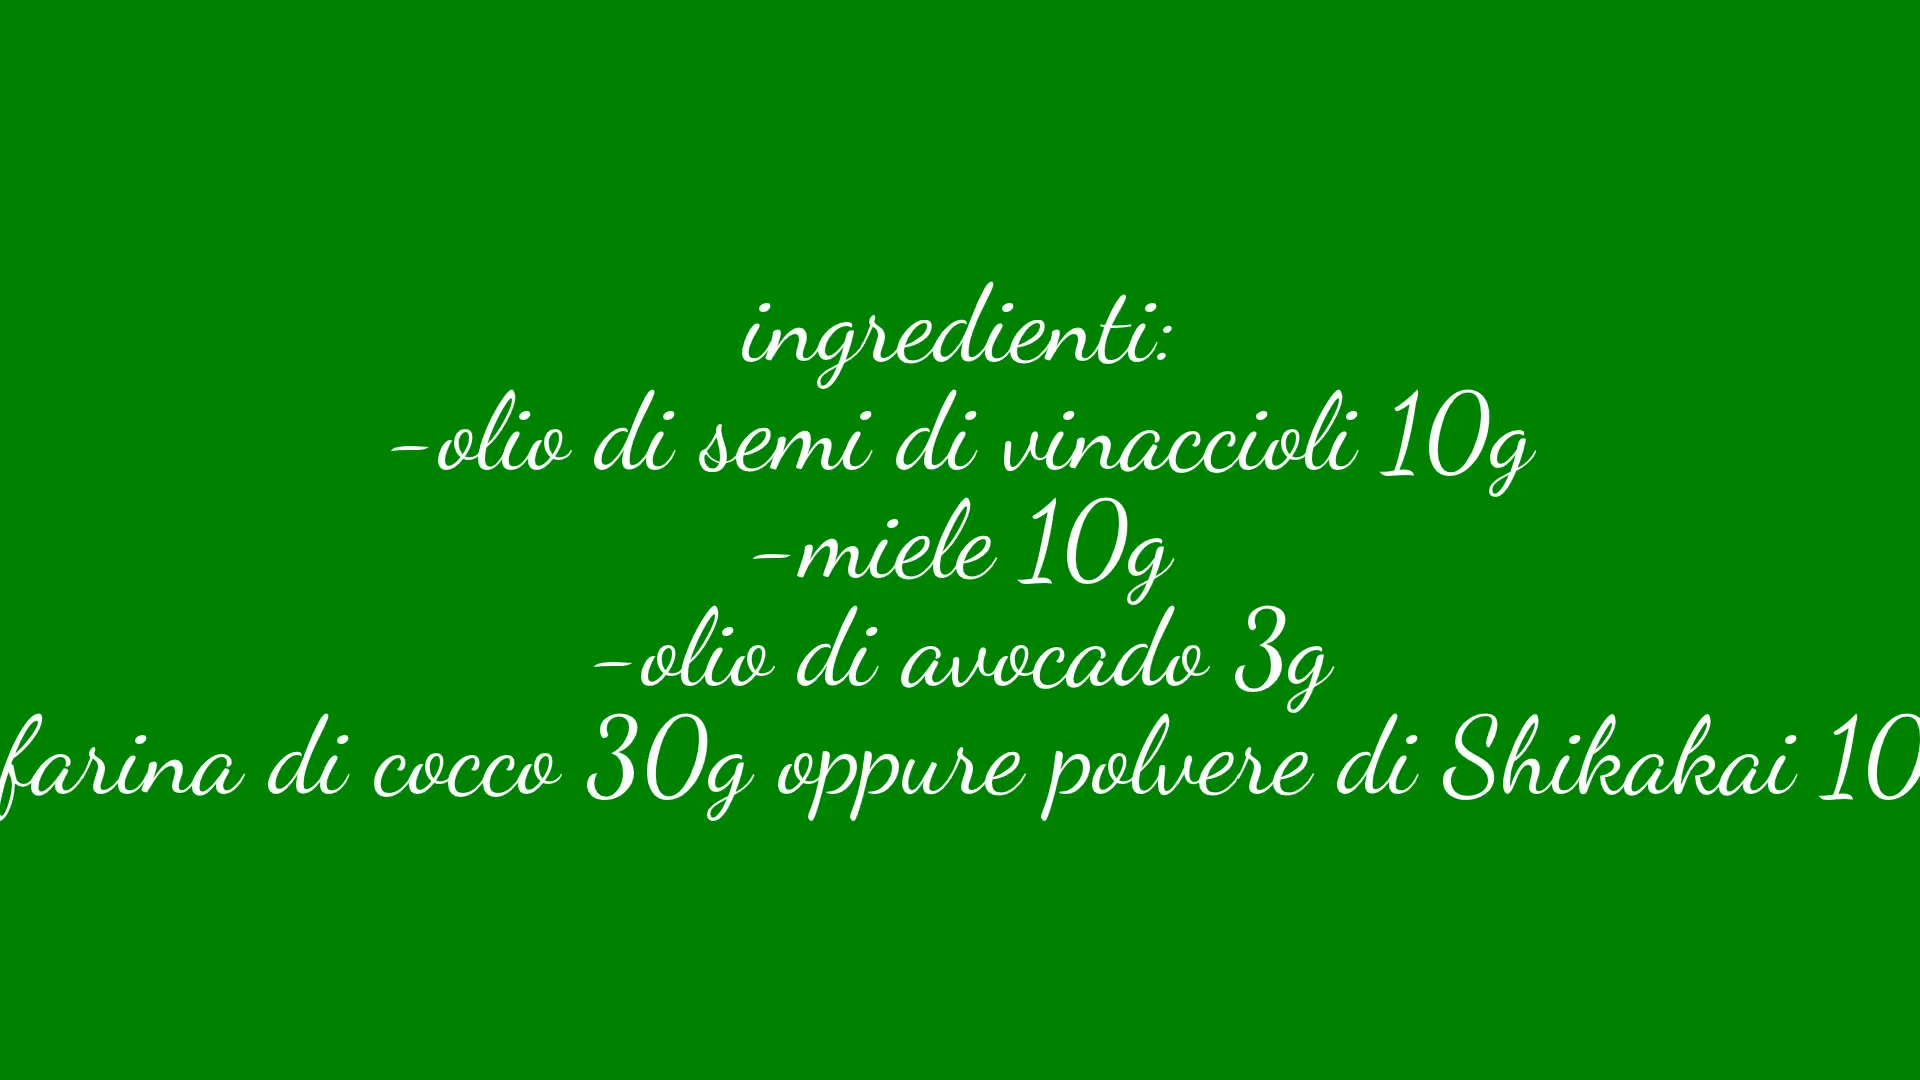 ingredienti:
-olio di semi di vinaccioli 10g
-miele 10g
-olio di avocado 3g
farina di cocco 30g oppure polvere di Shikakai 10